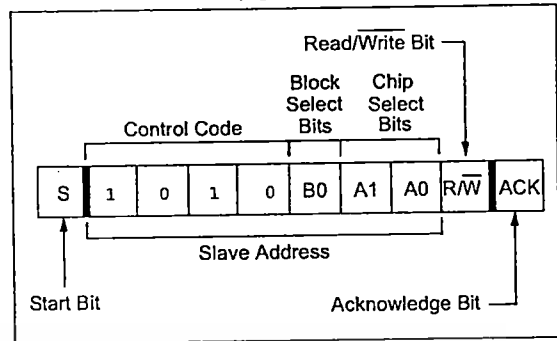 Read/Write Bit
Block Chip
Select Select
Control Code Bits Bits
S 1 0 1 0 B0 A1 A0 R/W ACK
Slave Address
Start Bit Acknowledge Bit